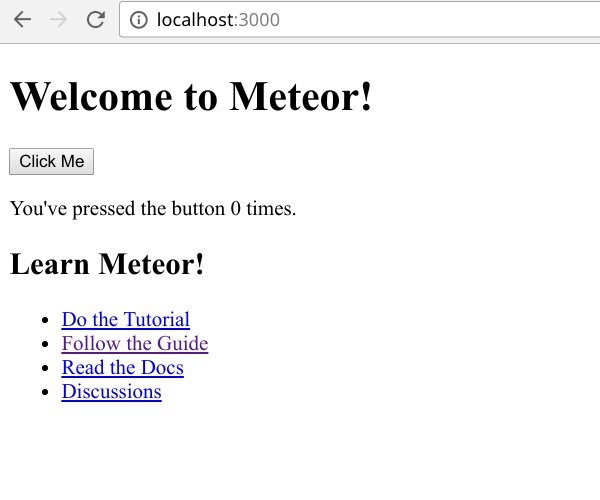 localhost:3000
Welcome to Meteor!
Click Me
You've pressed the button 0 times.
Learn Meteor!
Do the Tutorial
Follow the Guide
Read the Docs
Discussions